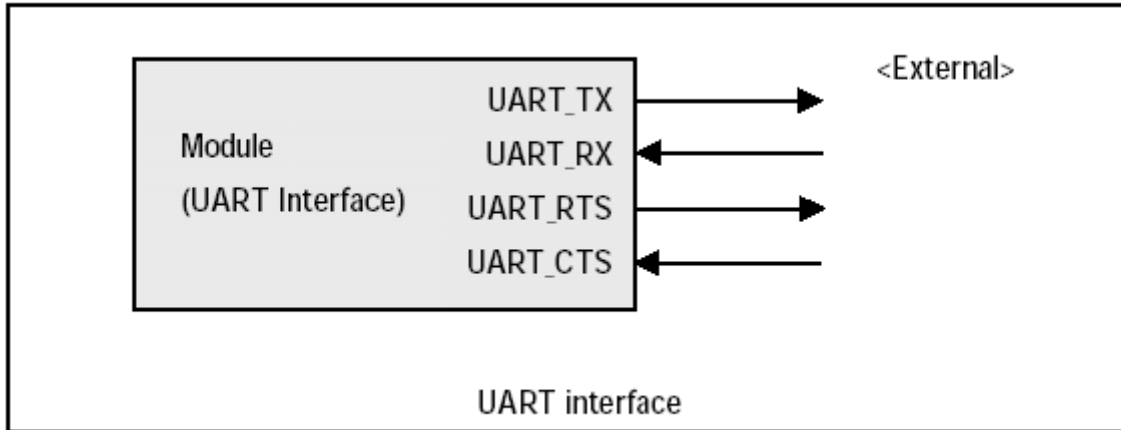 <External>
UART_TX
Module
UART_RX
(UART Interface)
UART_RTS
UART_CTS
UART interface